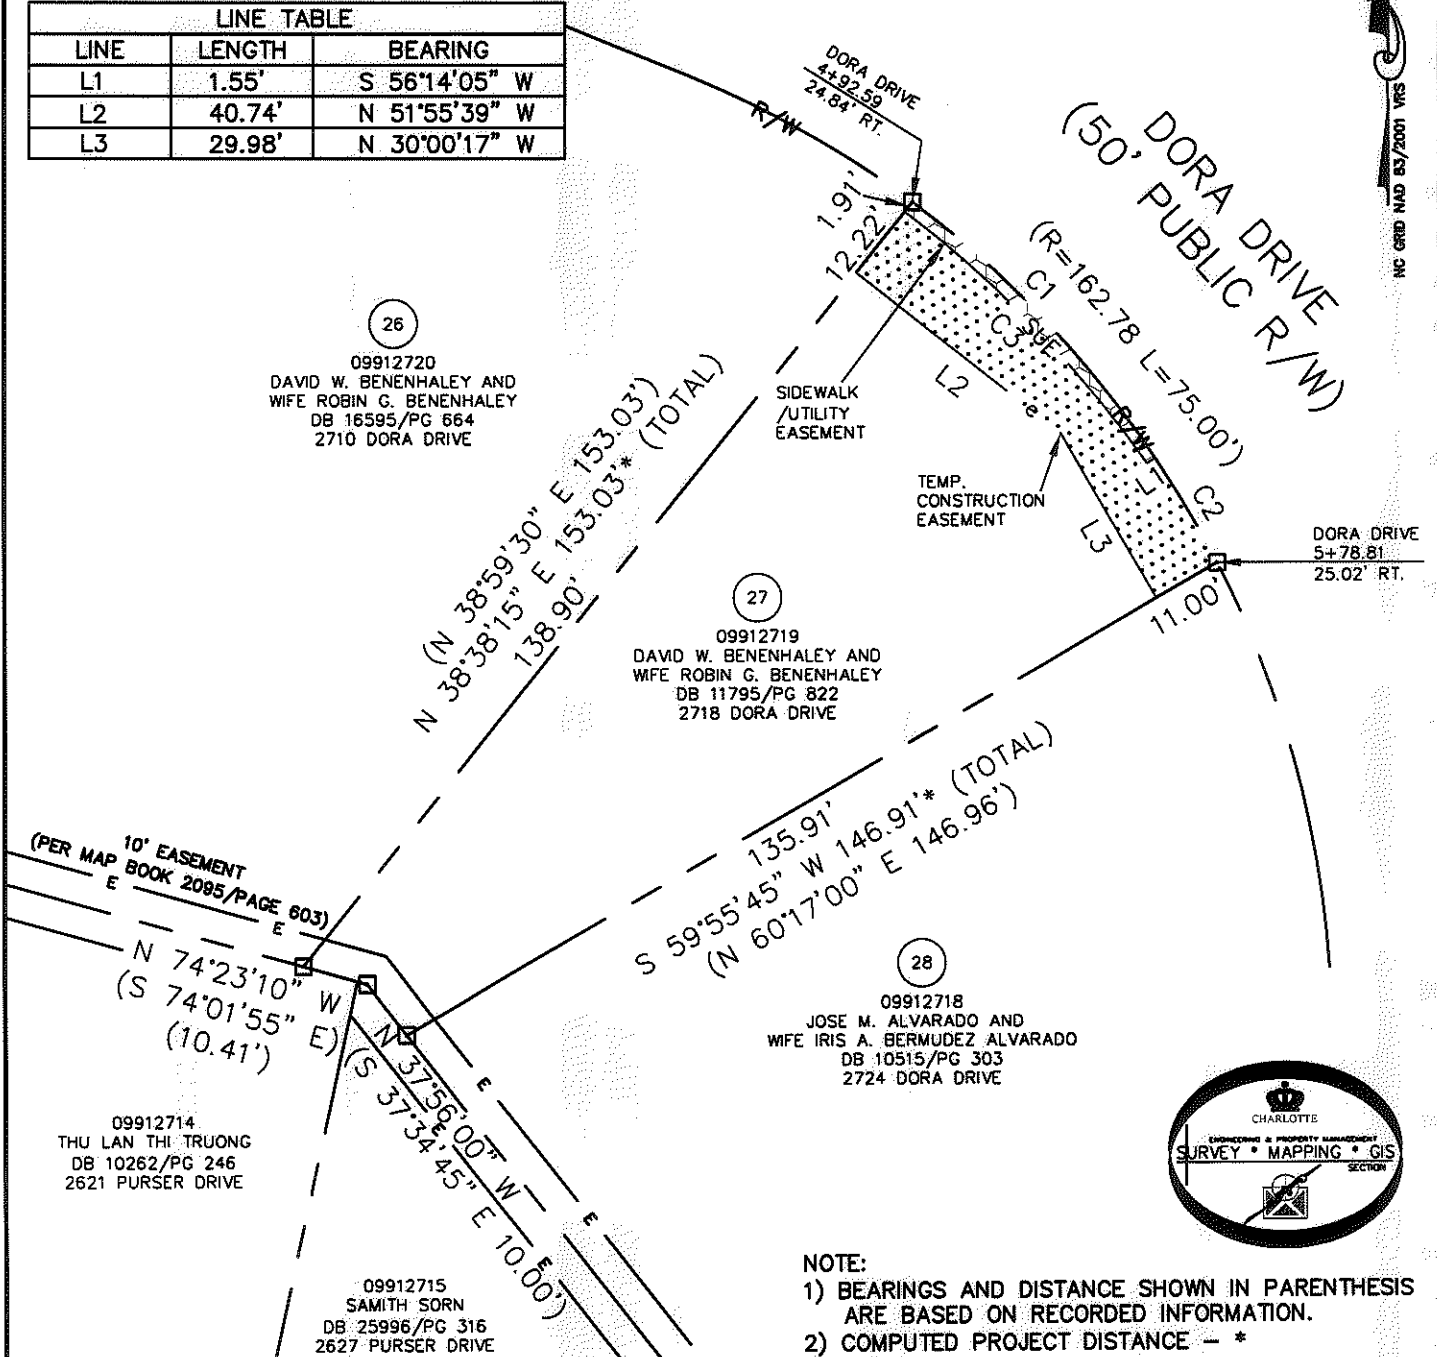 LINE TABLE
LINE LENGTH BEARING
L1 1.55' S 56°14'05" W
L2 40.74' N 51°55'39" W
L3 29.98' N 30°00'17" W
DORA DRIVE
4+92.59
24.84' RT.
R/W
NC GRID NAD 83/2001 VRS
DORA DRIVE
(50' PUBLIC R/W)
1.91'
12.22'
(R=162.78 L=75.00')
C1
C3
SUE
L2
e
R/W
L1
C2
L3
SIDEWALK
/UTILITY
EASEMENT
TEMP.
CONSTRUCTION
EASEMENT
DORA DRIVE
5+78.81
25.02' RT.
11.00'
26
09912720
DAVID W. BENENHALEY AND
WIFE ROBIN G. BENENHALEY
DB 16595/PG 664
2710 DORA DRIVE
(N 38°59'30" E 153.03')
N 38°38'15" E 153.03'* (TOTAL)
138.90'
27
09912719
DAVID W. BENENHALEY AND
WIFE ROBIN G. BENENHALEY
DB 11795/PG 822
2718 DORA DRIVE
135.91'
S 59°55'45" W 146.91'* (TOTAL)
(N 60°17'00" E 146.96')
10' EASEMENT
(PER MAP BOOK 2095/PAGE 603)
E
E
N 74°23'10" W
(S 74°01'55" E)
(10.41')
N 37°56'00" W
(S 37°34'45" E 10.00')
E
E
E
E
28
09912718
JOSE M. ALVARADO AND
WIFE IRIS A. BERMUDEZ ALVARADO
DB 10515/PG 303
2724 DORA DRIVE
09912714
THU LAN THI TRUONG
DB 10262/PG 246
2621 PURSER DRIVE
09912715
SAMITH SORN
DB 25996/PG 316
2627 PURSER DRIVE
CHARLOTTE
ENGINEERING & PROPERTY MANAGEMENT
SURVEY * MAPPING * GIS
SECTION
NOTE:
1) BEARINGS AND DISTANCE SHOWN IN PARENTHESIS
ARE BASED ON RECORDED INFORMATION.
2) COMPUTED PROJECT DISTANCE – *